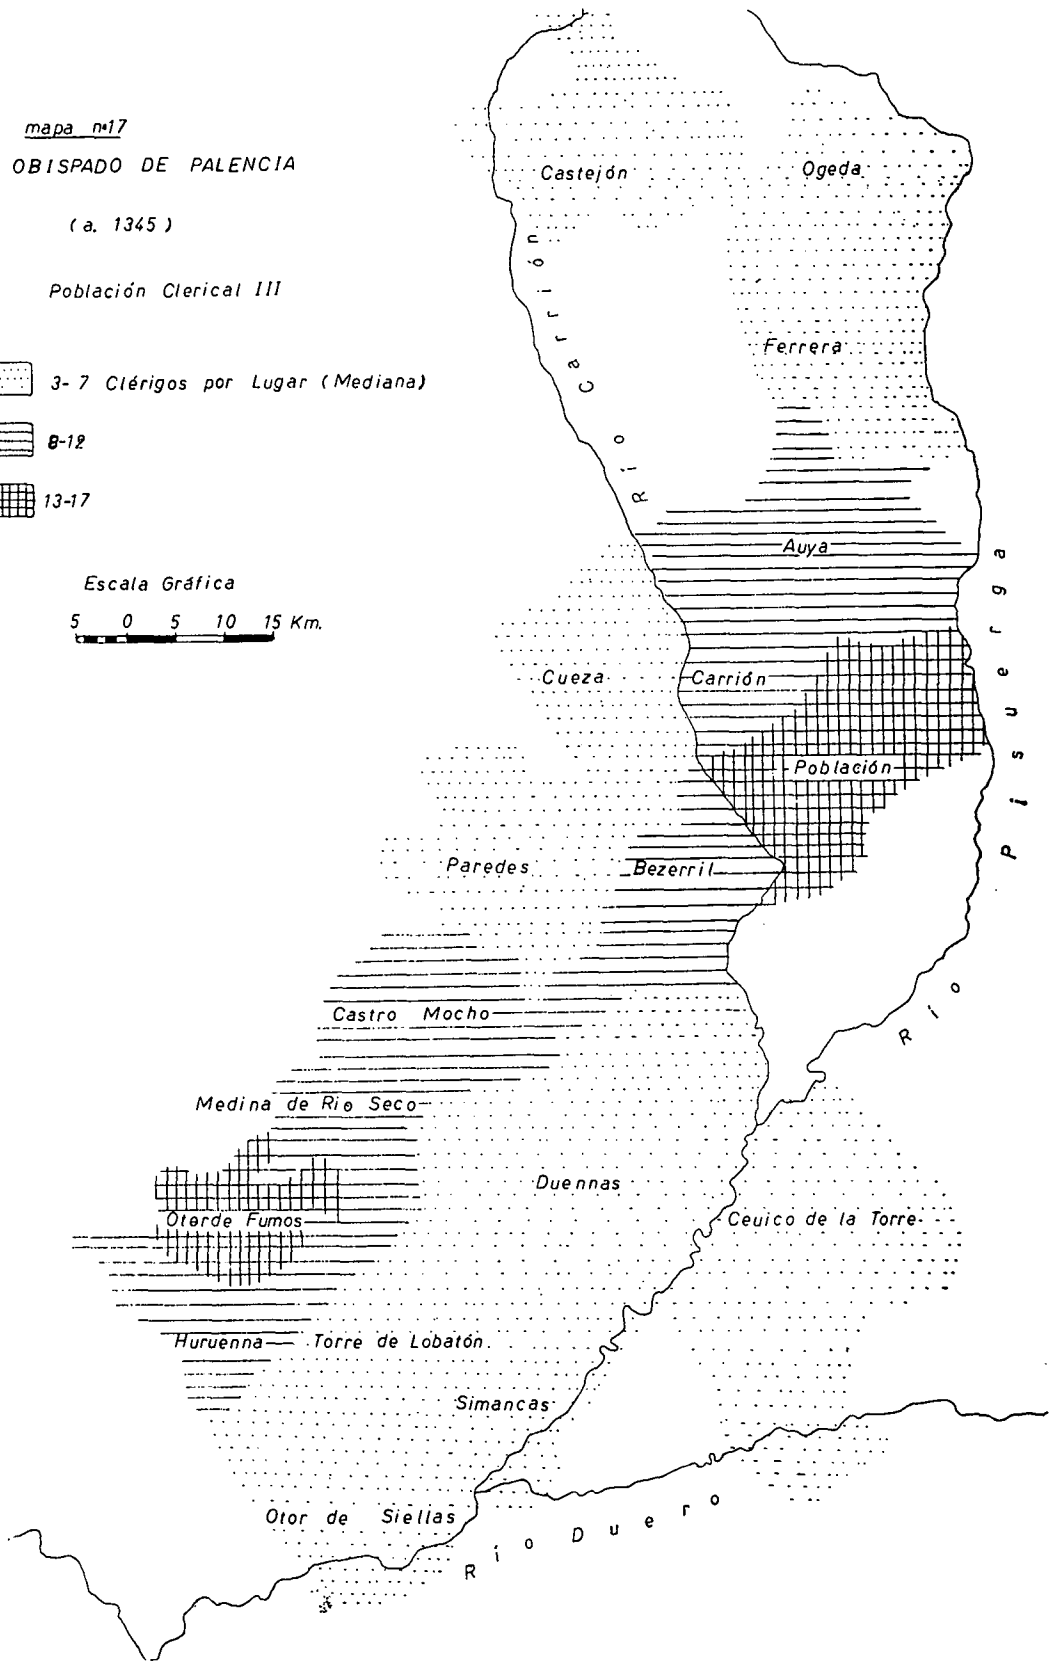 mapa nº17
OBISPADO DE PALENCIA
(a. 1345)
Población Clerical III
3-7 Clérigos por Lugar (Mediana)
8-12
13-17
Escala Gráfica
5 0 5 10 15 Km.
Castejón
Ogeda
Río Carrión
Ferrera
Auya
Río Pisuerga
Cueza
Carrión
Población
Paredes
Bezerril
Castro Mocho
Medina de Rio Seco
Duennas
Otorde Fumos
Ceuico de la Torre
Huruenna
Torre de Lobatón
Simancas
Otor de Siellas
Río Duero